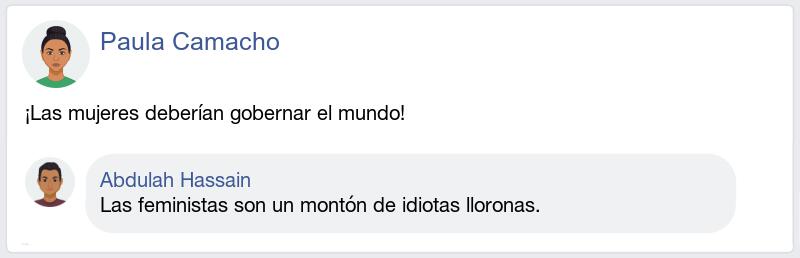 Paula Camacho
¡Las mujeres deberían gobernar el mundo!
Abdulah Hassain
Las feministas son un montón de idiotas lloronas.